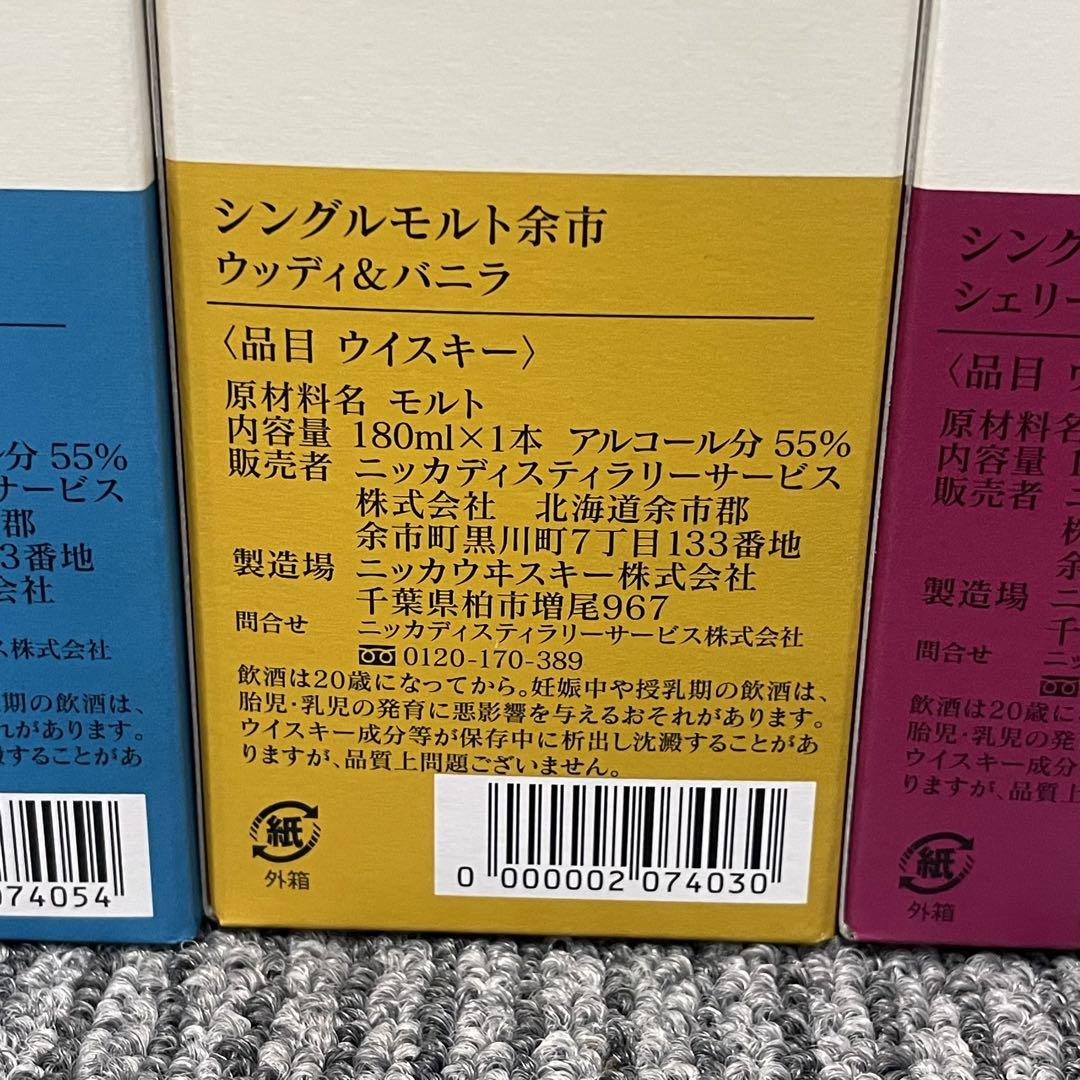 シングルモルト余市
ウッディ&バニラ
〈品目 ウイスキー〉
原材料名 モルト
内容量 180ml×1本 アルコール分 55%
販売者 ニッカディスティラリーサービス
株式会社 北海道余市郡
余市町黒川町7丁目133番地
製造場 ニッカウヰスキー株式会社
千葉県柏市増尾967
問合せ ニッカディスティラリーサービス株式会社
0120-170-389
飲酒は20歳になってから。妊娠中や授乳期の飲酒は、
胎児・乳児の発育に悪影響を与えるおそれがあります。
ウイスキー成分等が保存中に析出し沈澱することがあ
りますが、品質上問題ございません。
紙
外箱
0 000002 074030
分 55%
サービス
郡
3番地
会社
株式会社
期の飲酒は、
れがあります。
することがあ
074054
シング
シェリー
〈品目
原材料名
内容量
販売者
製造場
問合せ
飲酒は20歳に
胎児・乳児の発
ウイスキー成分
りますが、品質上
紙
外箱